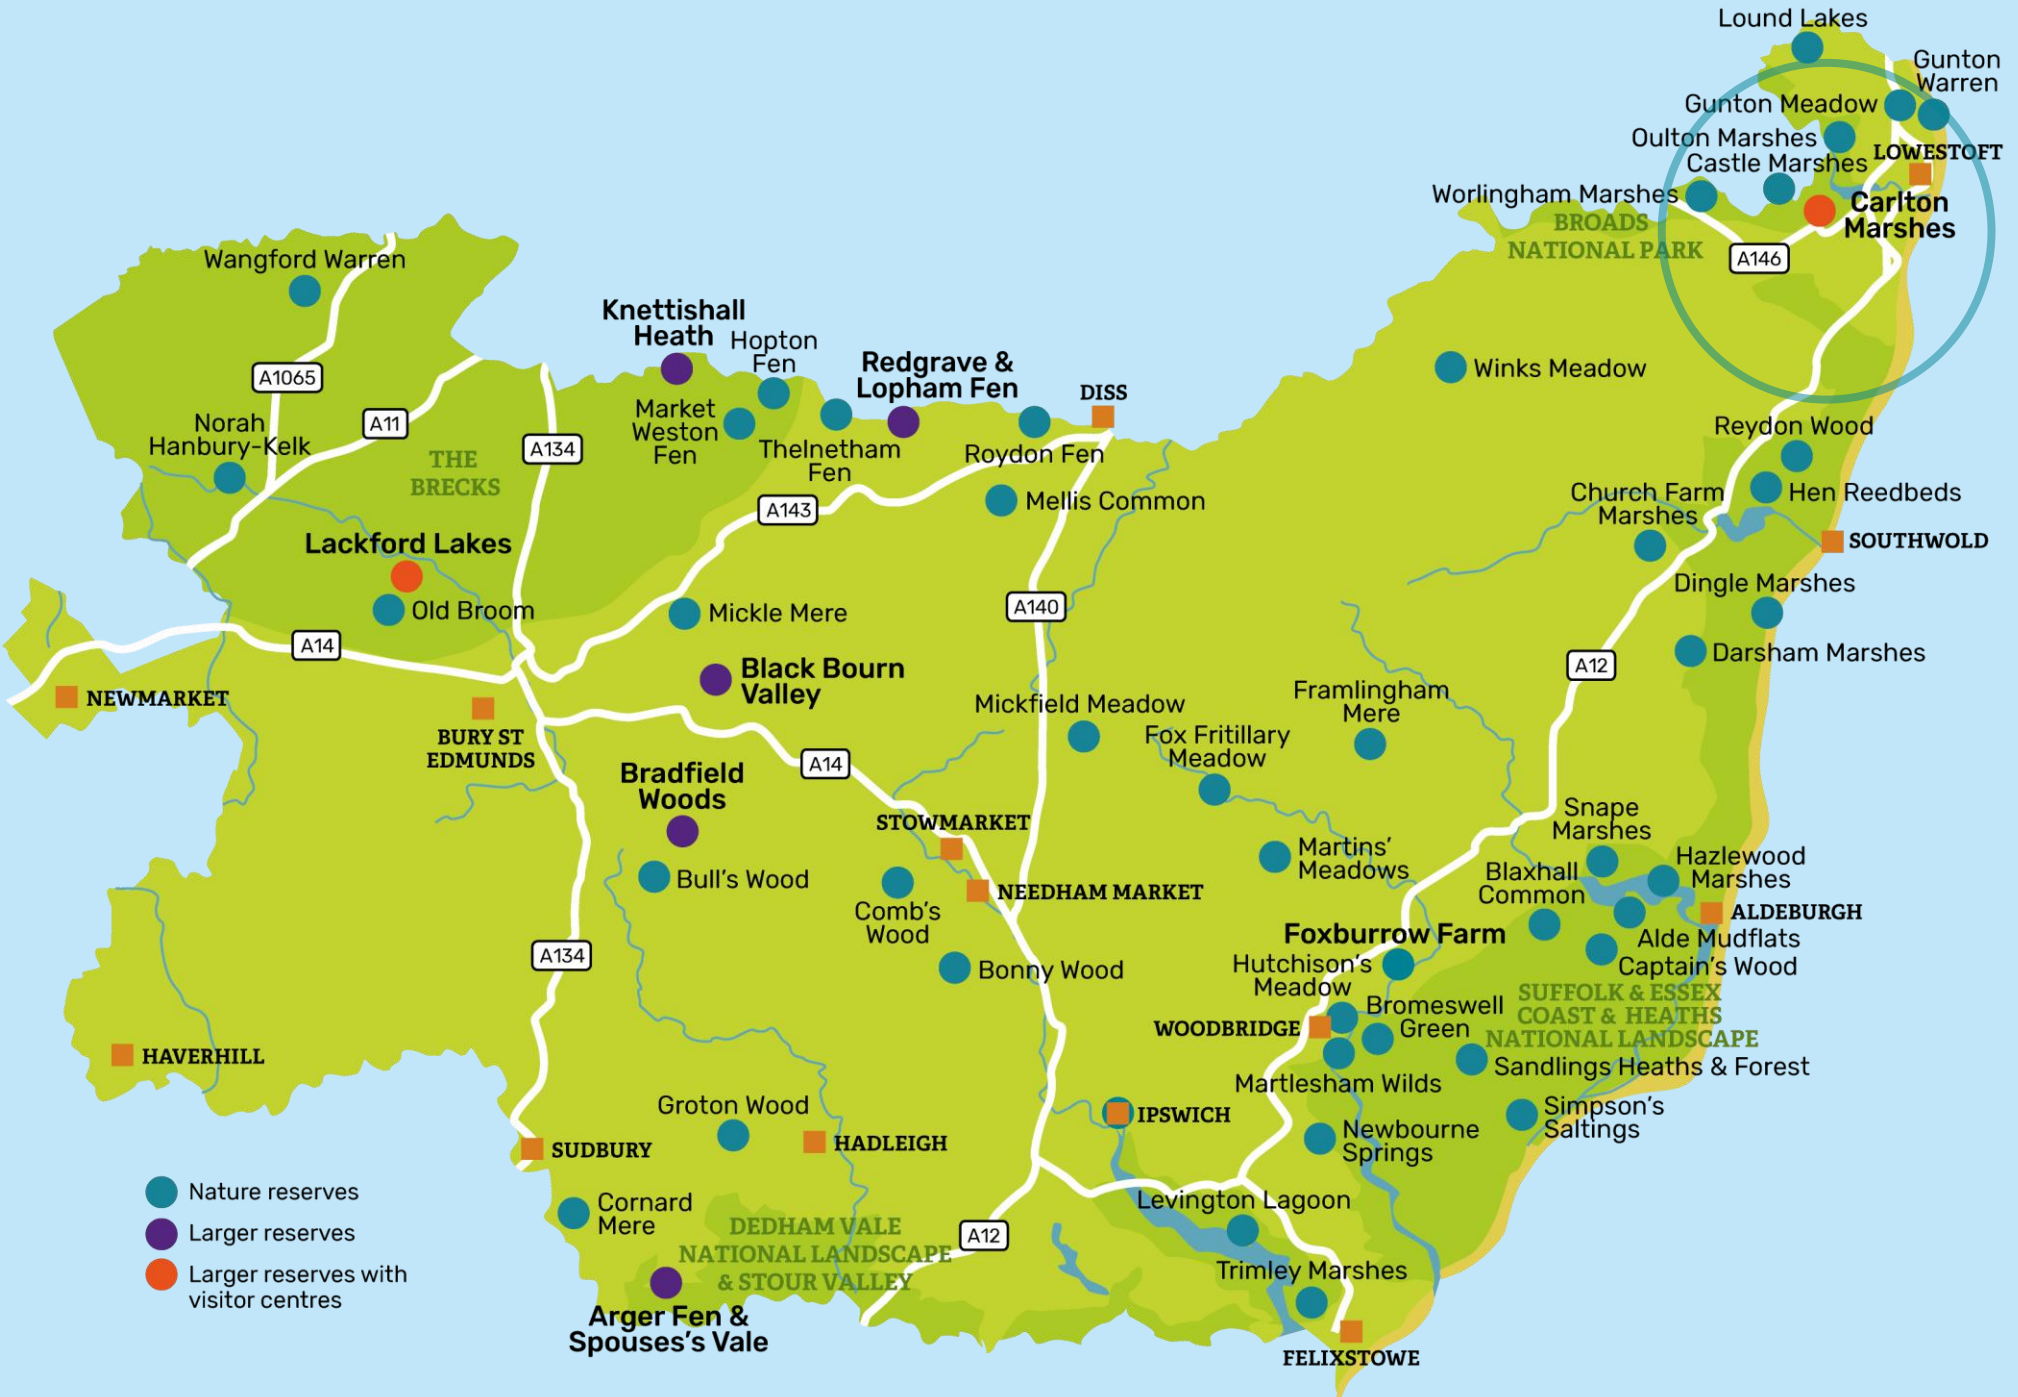 Lound Lakes
Gunton
Warren
Gunton Meadow
Oulton Marshes
LOWESTOFT
Castle Marshes
Worlingham Marshes
Carlton
Marshes
BROADS
NATIONAL PARK
A146
Wangford Warren
Knettishall
Heath
Hopton
Fen
Redgrave &
Lopham Fen
DISS
Winks Meadow
A1065
Norah
Hanbury-Kelk
A11
A134
THE
BRECKS
Market
Weston
Fen
Thelnetham
Fen
Roydon Fen
Reydon Wood
A143
Mellis Common
Church Farm
Marshes
Hen Reedbeds
SOUTHWOLD
Lackford Lakes
Old Broom
Mickle Mere
A140
Dingle Marshes
Darsham Marshes
A12
A14
NEWMARKET
BURY ST
EDMUNDS
Black Bourn
Valley
Mickfield Meadow
Fox Fritillary
Meadow
Framlingham
Mere
A14
Bradfield
Woods
STOWMARKET
Bull's Wood
Comb's
Wood
NEEDHAM MARKET
Martins'
Meadows
Snape
Marshes
Blaxhall
Common
Hazlewood
Marshes
ALDEBURGH
Alde Mudflats
Captain's Wood
A134
Bonny Wood
Foxburrow Farm
Hutchison's
Meadow
Bromeswell
Green
WOODBRIDGE
SUFFOLK & ESSEX
COAST & HEATHS
NATIONAL LANDSCAPE
Sandlings Heaths & Forest
Martlesham Wilds
Simpson's
Saltings
HAVERHILL
Groton Wood
HADLEIGH
IPSWICH
Newbourne
Springs
SUDBURY
Cornard
Mere
DEDHAM VALE
NATIONAL LANDSCAPE
& STOUR VALLEY
A12
Levington Lagoon
Trimley Marshes
Arger Fen &
Spouses's Vale
FELIXSTOWE
Nature reserves
Larger reserves
Larger reserves with
visitor centres